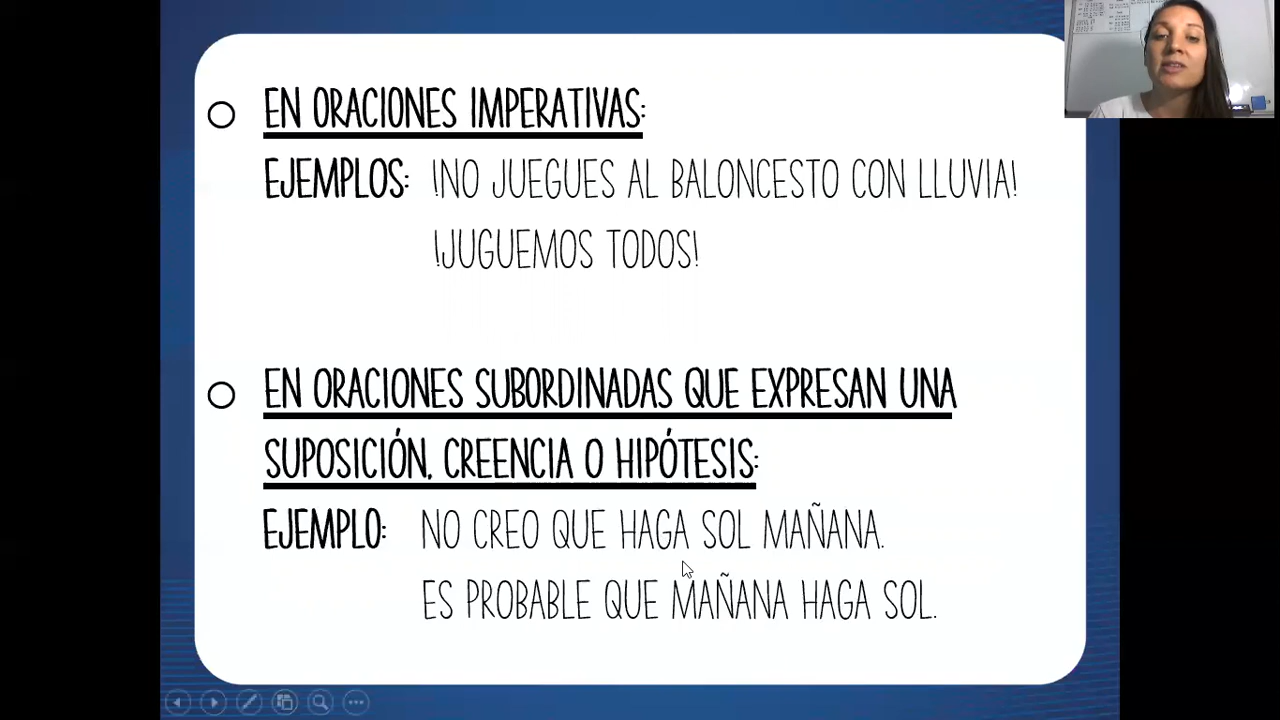 EN ORACIONES IMPERATIVAS:
EJEMPLOS: !NO JUEGUES AL BALONCESTO CON LLUVIA!
!JUGUEMOS TODOS!
EN ORACIONES SUBORDINADAS QUE EXPRESAN UNA
SUPOSICIÓN, CREENCIA O HIPÓTESIS:
EJEMPLO: NO CREO QUE HAGA SOL MAÑANA.
ES PROBABLE QUE MAÑANA HAGA SOL.